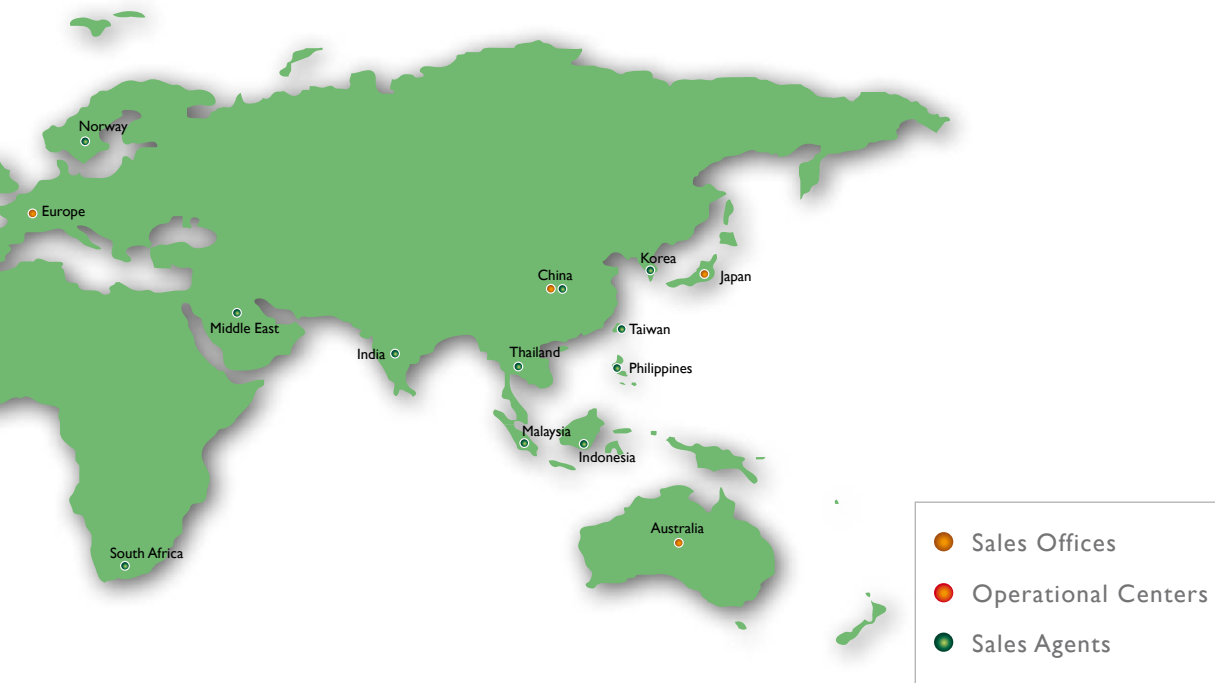 Norway
Europe
Korea
China
Japan
Middle East
Taiwan
India
Thailand
Philippines
Malaysia
Indonesia
Australia
South Africa
Sales Offices
Operational Centers
Sales Agents